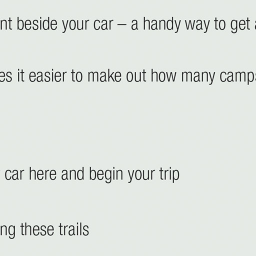 nt beside your car – a handy way to get
es it easier to make out how many camp
car here and begin your trip
ng these trails